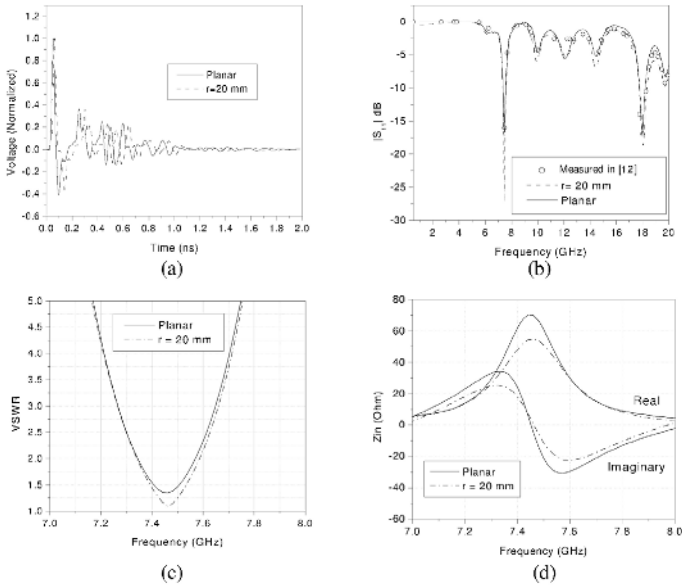 1.2
1.0
0.8
0.6
0.4
0.2
0.0
-0.2
-0.4
-0.6
Voltage (Normalized)
Planar
r=20 mm
0.0 0.2 0.4 0.6 0.8 1.0 1.2 1.4 1.6 1.8 2.0
Time (ns)
(a)
0
-5
-10
-15
-20
-25
-30
|S11| dB
Measured in [12]
r= 20 mm
Planar
2 4 6 8 10 12 14 16 18 20
Frequency (GHz)
(b)
5.0
4.5
4.0
3.5
3.0
2.5
2.0
1.5
1.0
VSWR
Planar
r = 20 mm
7.0 7.2 7.4 7.6 7.8 8.0
Frequency (GHz)
(c)
80
60
40
20
0
-20
-40
-60
Zin (Ohm)
Real
Imaginary
Planar
r = 20 mm
7.0 7.2 7.4 7.6 7.8 8.0
Frequency (GHz)
(d)